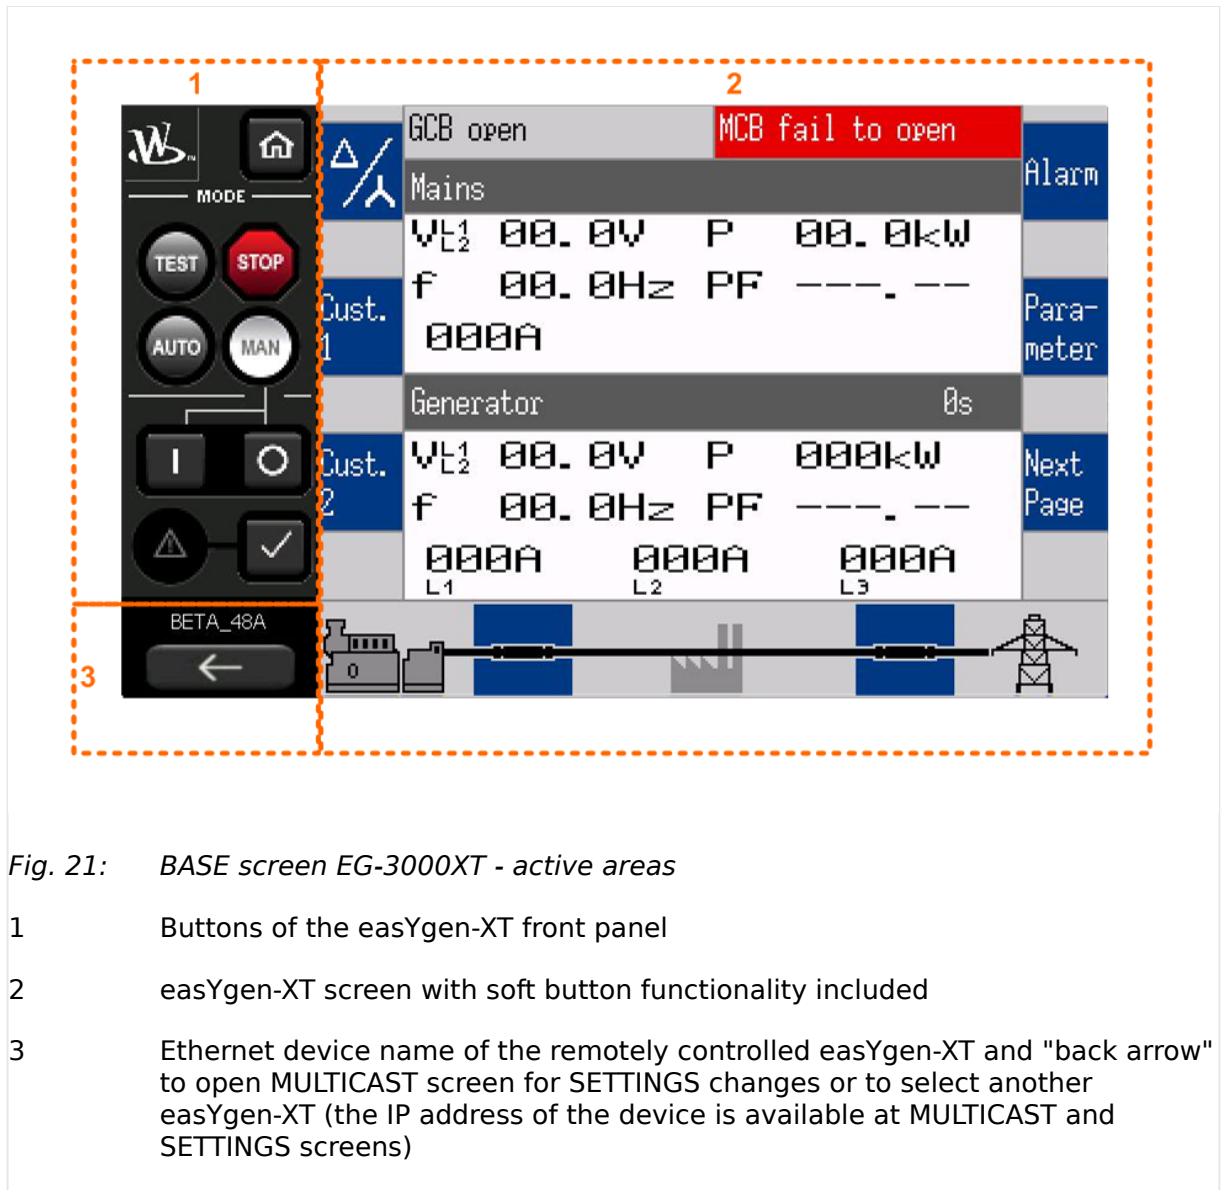 1
2
W
GCB open
MCB fail to open
Alarm
MODE
Mains
VL1L2 00.0V P 00.0kW
TEST
STOP
f 00.0Hz PF ---.--
Cust.
1
Para-
meter
AUTO
MAN
000A
Generator 0s
VL1L2 00.0V P 000kW
I
O
Cust.
2
Next
Page
f 00.0Hz PF ---.--
000A 000A 000A
L1 L2 L3
BETA_48A
0
3
Fig. 21: BASE screen EG-3000XT - active areas
1 Buttons of the easYgen-XT front panel
2 easYgen-XT screen with soft button functionality included
3 Ethernet device name of the remotely controlled easYgen-XT and "back arrow"
to open MULTICAST screen for SETTINGS changes or to select another
easYgen-XT (the IP address of the device is available at MULTICAST and
SETTINGS screens)